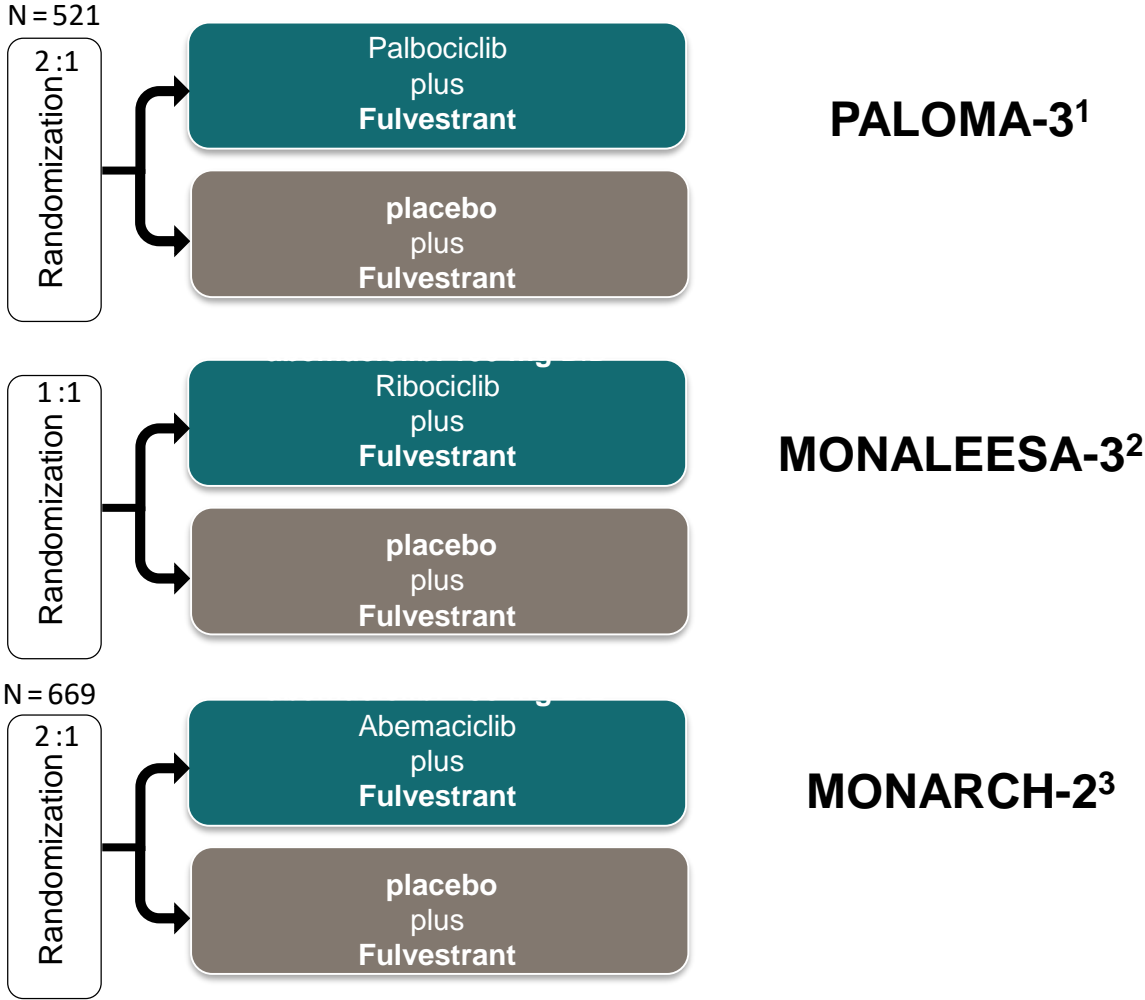 N = 521
2 :1
Randomization
Palbociclib
plus
Fulvestrant
placebo
plus
Fulvestrant
PALOMA-3¹
1 :1
Randomization
Ribociclib
plus
Fulvestrant
placebo
plus
Fulvestrant
MONALEESA-3²
N = 669
2 :1
Randomization
Abemaciclib
plus
Fulvestrant
placebo
plus
Fulvestrant
MONARCH-2³